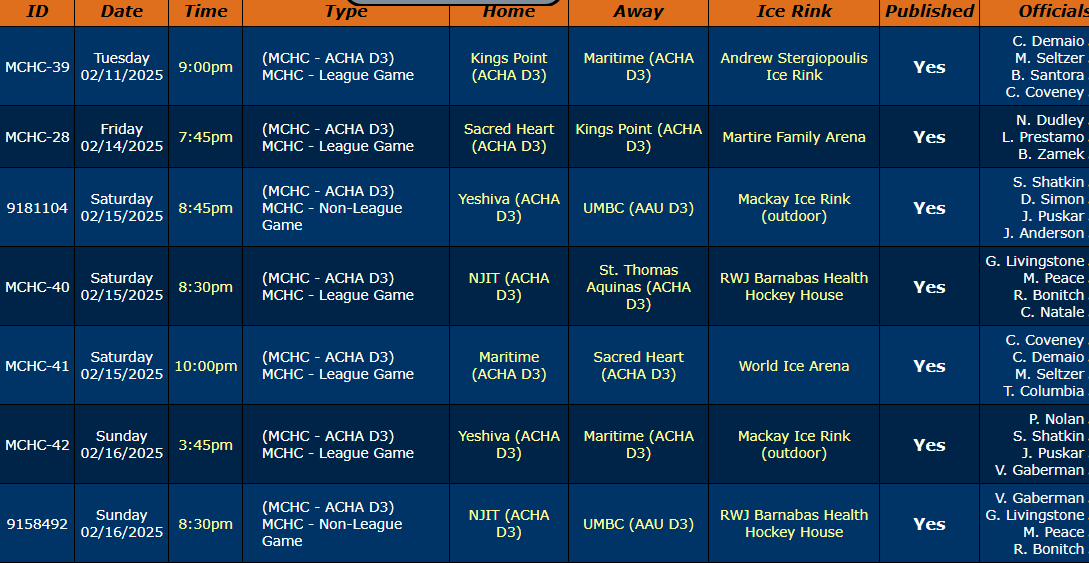 ID Date Time Type Home Away Ice Rink Published Officials
MCHC-39
Tuesday
02/11/2025
9:00pm
(MCHC - ACHA D3)
MCHC - League Game
Kings Point
(ACHA D3)
Maritime (ACHA
D3)
Andrew Stergiopoulis
Ice Rink
Yes
C. Demaio
M. Seltzer
B. Santora
C. Coveney
MCHC-28
Friday
02/14/2025
7:45pm
(MCHC - ACHA D3)
MCHC - League Game
Sacred Heart
(ACHA D3)
Kings Point (ACHA
D3)
Martire Family Arena
Yes
N. Dudley
L. Prestamo
B. Zamek
9181104
Saturday
02/15/2025
8:45pm
(MCHC - ACHA D3)
MCHC - Non-League
Game
Yeshiva (ACHA
D3)
UMBC (AAU D3)
Mackay Ice Rink
(outdoor)
Yes
S. Shatkin
D. Simon
J. Puskar
J. Anderson
MCHC-40
Saturday
02/15/2025
8:30pm
(MCHC - ACHA D3)
MCHC - League Game
NJIT (ACHA
D3)
St. Thomas
Aquinas (ACHA
D3)
RWJ Barnabas Health
Hockey House
Yes
G. Livingstone
M. Peace
R. Bonitch
C. Natale
MCHC-41
Saturday
02/15/2025
10:00pm
(MCHC - ACHA D3)
MCHC - League Game
Maritime
(ACHA D3)
Sacred Heart
(ACHA D3)
World Ice Arena
Yes
C. Coveney
C. Demaio
M. Seltzer
T. Columbia
MCHC-42
Sunday
02/16/2025
3:45pm
(MCHC - ACHA D3)
MCHC - League Game
Yeshiva (ACHA
D3)
Maritime (ACHA
D3)
Mackay Ice Rink
(outdoor)
Yes
P. Nolan
S. Shatkin
J. Puskar
V. Gaberman
9158492
Sunday
02/16/2025
8:30pm
(MCHC - ACHA D3)
MCHC - Non-League
Game
NJIT (ACHA
D3)
UMBC (AAU D3)
RWJ Barnabas Health
Hockey House
Yes
V. Gaberman
G. Livingstone
M. Peace
R. Bonitch